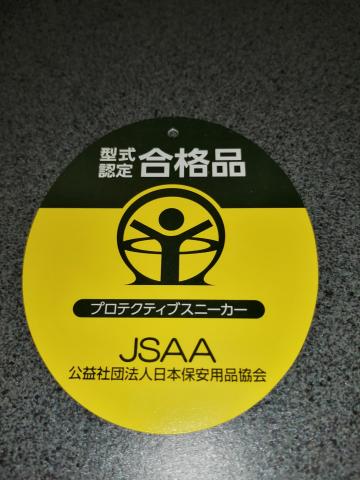 型式
認定 合格品
プロテクティブスニーカー
JSAA
公益社団法人日本保安用品協会